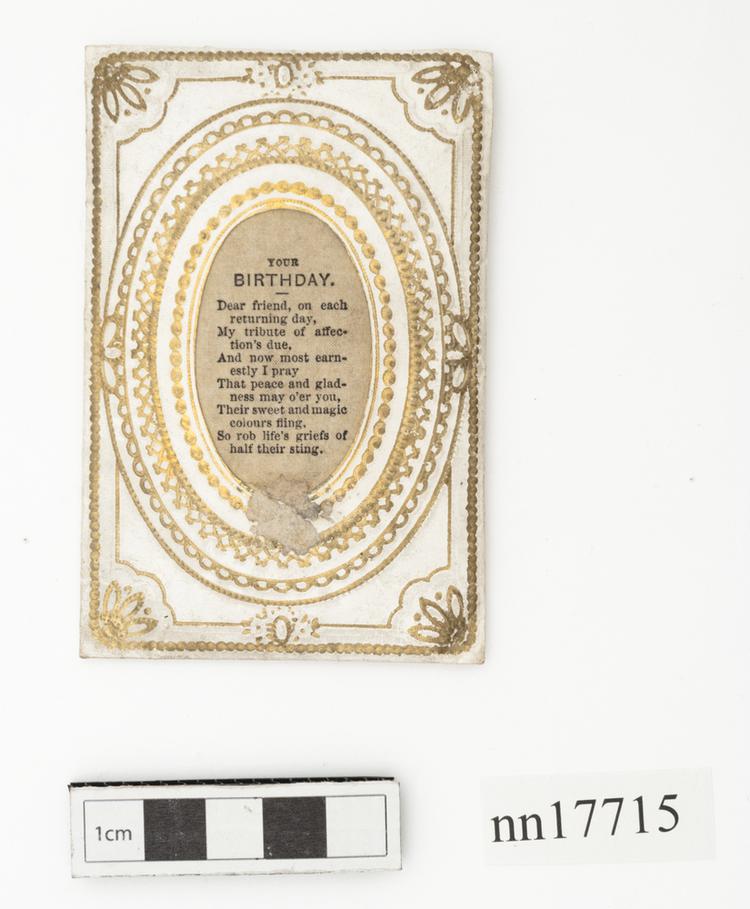 YOUR
BIRTHDAY.
Dear friend, on each
returning day,
My tribute of affec-
tion's due,
And now most earn-
estly I pray
That peace and glad-
ness may o'er you,
Their sweet and magic
colours fling,
So rob life's griefs of
half their sting.
1cm
nn17715